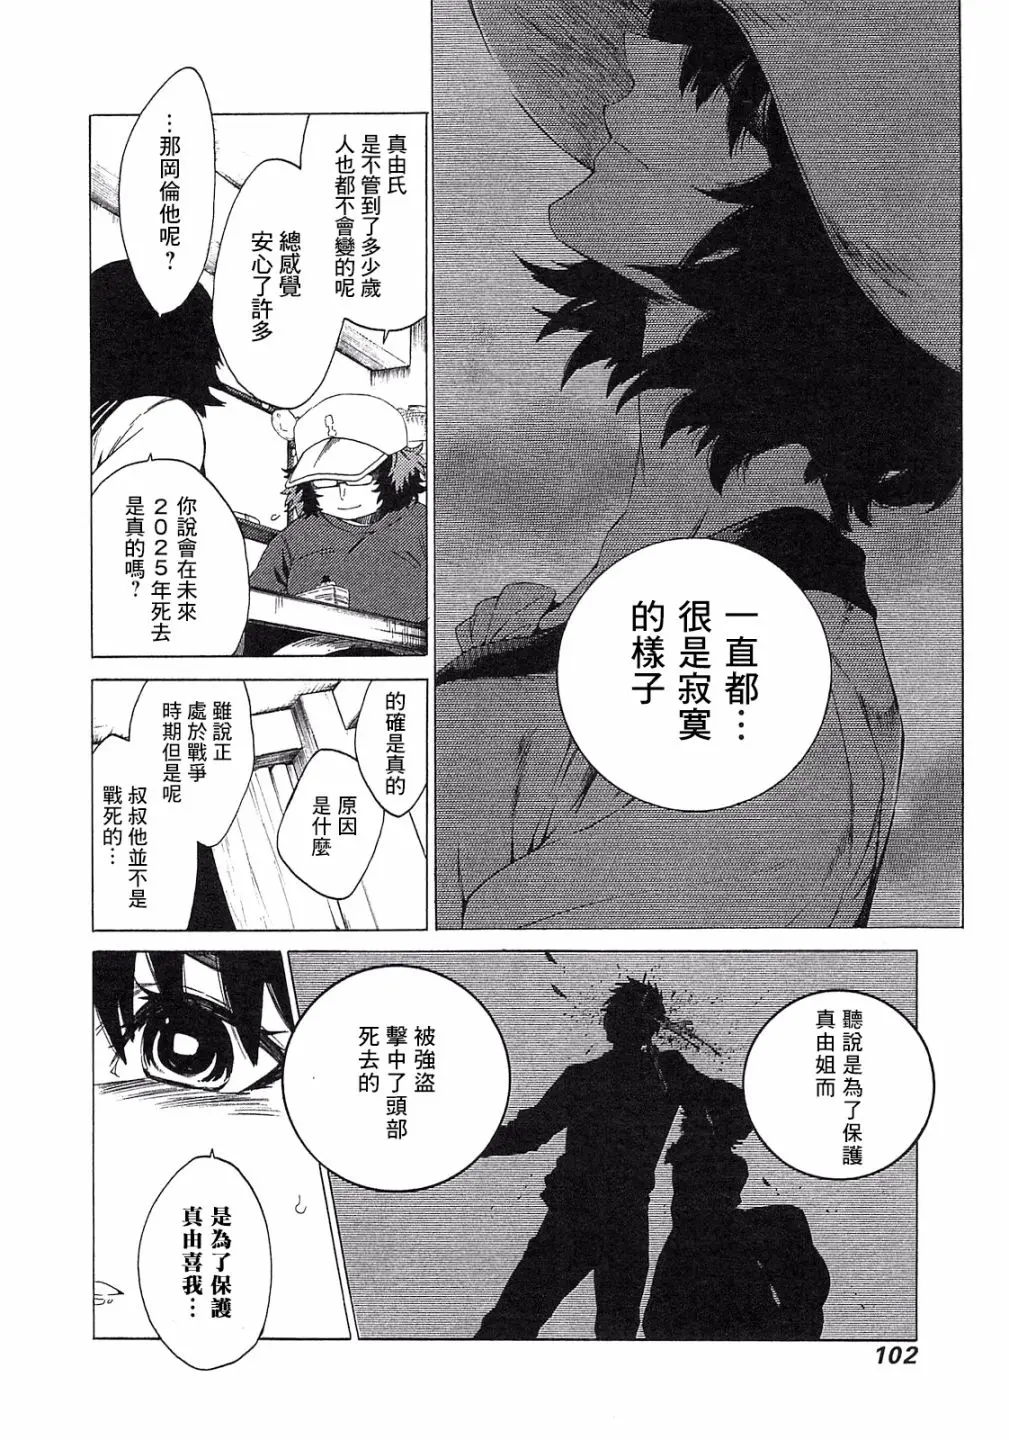 一直都…
很是寂寞
的樣子
真由氏
是不管到了多少歲
人也都不會變的呢
總感覺
安心了許多
…那岡倫他呢？
你說會在未來
2025年死去
是真的嗎？
的確是真的
原因
是什麼
雖說正
處於戰爭
時期但是呢
叔叔他並不是
戰死的…
聽說是為了保護
真由姐而
被強盜
擊中了頭部
死去的
是為了保護
真由喜我…
102